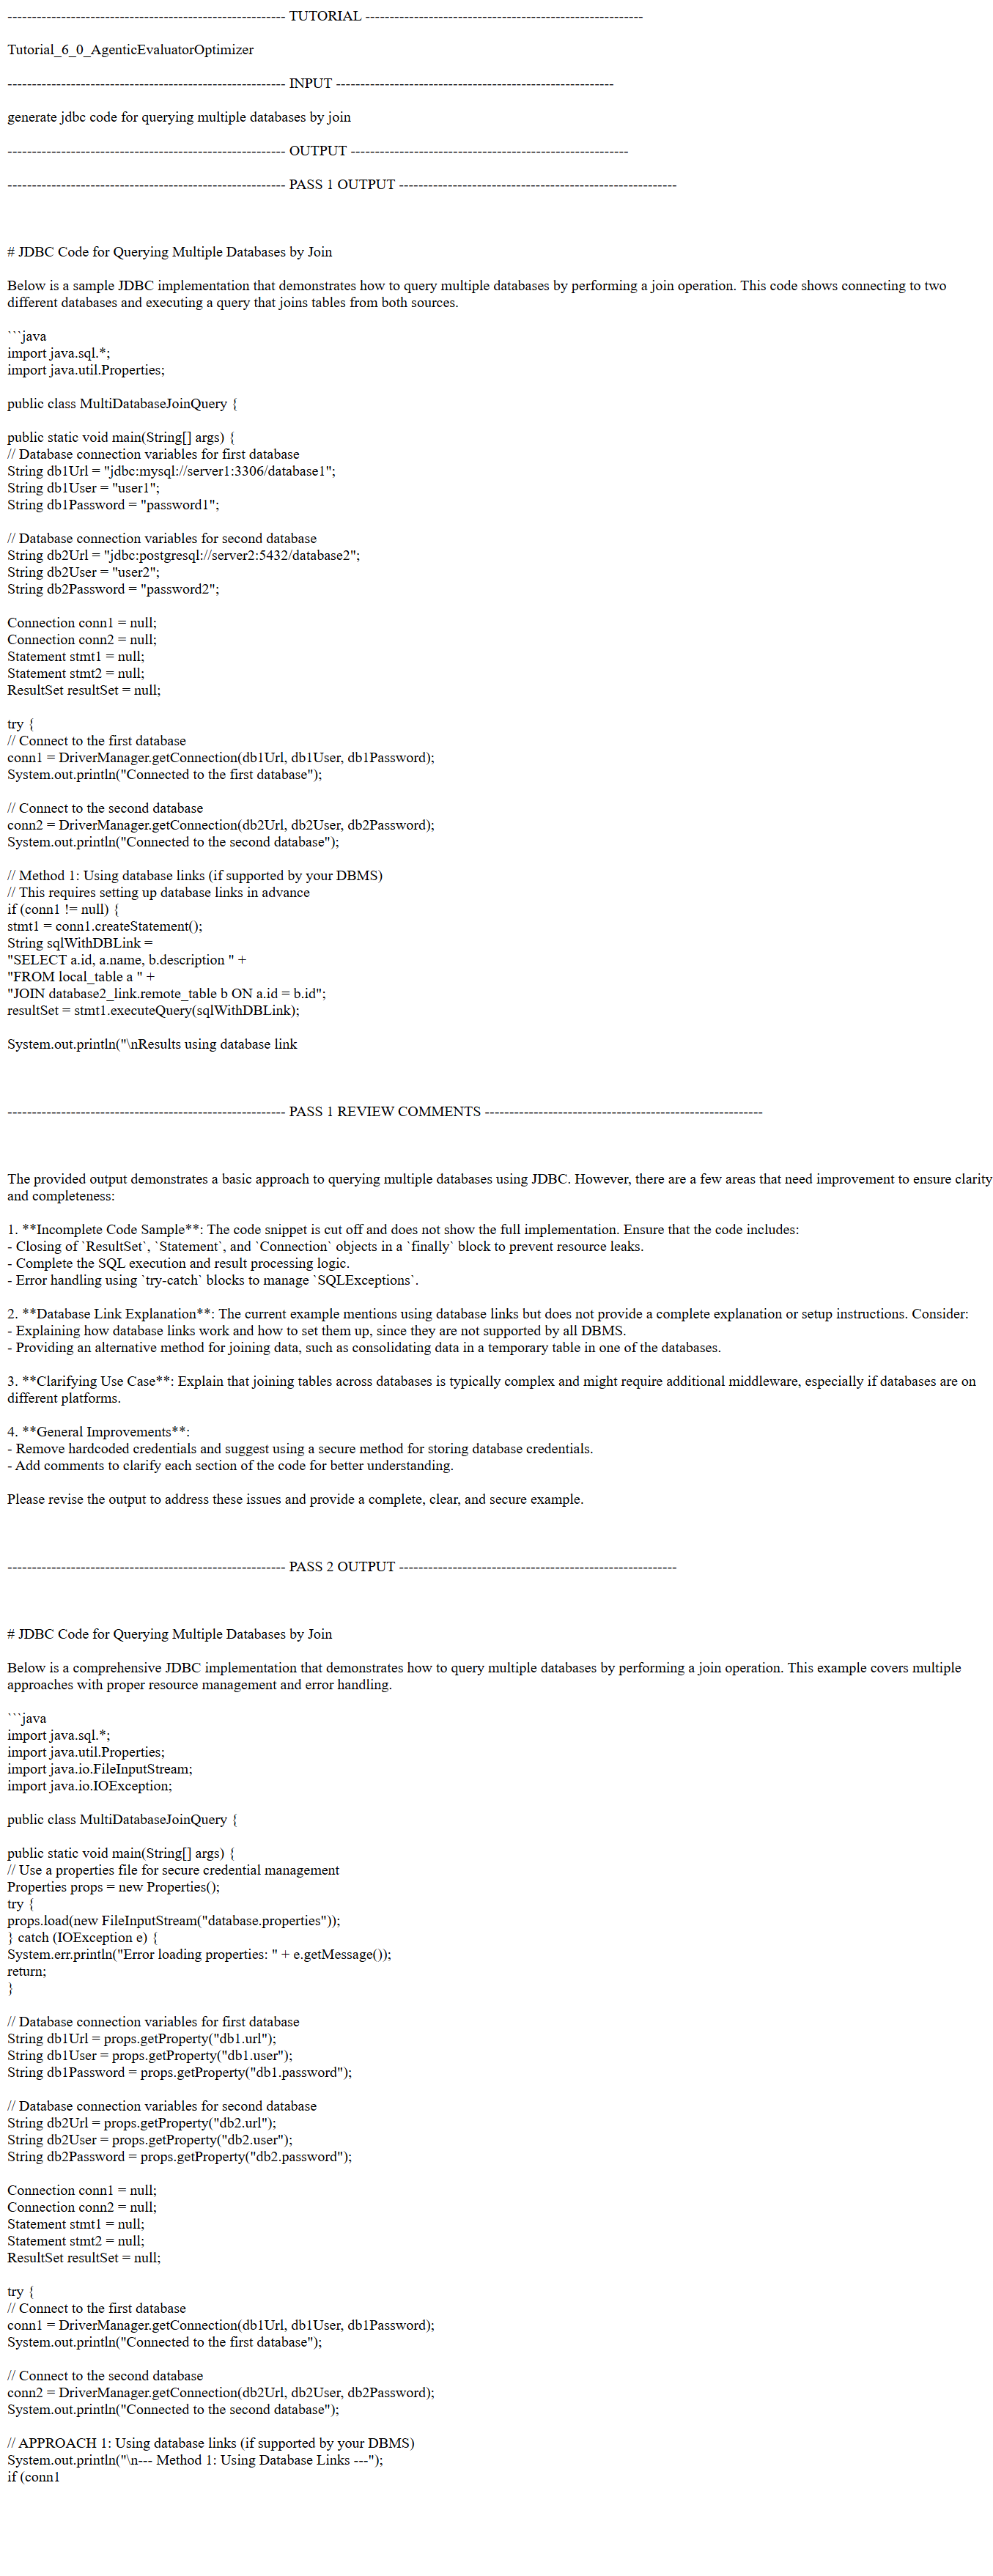 --------------------------------------------------------- TUTORIAL ---------------------------------------------------------
Tutorial_6_0_AgenticEvaluatorOptimizer
--------------------------------------------------------- INPUT ---------------------------------------------------------
generate jdbc code for querying multiple databases by join
--------------------------------------------------------- OUTPUT ---------------------------------------------------------
--------------------------------------------------------- PASS 1 OUTPUT ---------------------------------------------------------
# JDBC Code for Querying Multiple Databases by Join
Below is a sample JDBC implementation that demonstrates how to query multiple databases by performing a join operation. This code shows connecting to two
different databases and executing a query that joins tables from both sources.
```java
import java.sql.*;
import java.util.Properties;
public class MultiDatabaseJoinQuery {
public static void main(String[] args) {
// Database connection variables for first database
String db1Url = "jdbc:mysql://server1:3306/database1";
String db1User = "user1";
String db1Password = "password1";
// Database connection variables for second database
String db2Url = "jdbc:postgresql://server2:5432/database2";
String db2User = "user2";
String db2Password = "password2";
Connection conn1 = null;
Connection conn2 = null;
Statement stmt1 = null;
Statement stmt2 = null;
ResultSet resultSet = null;
try {
// Connect to the first database
conn1 = DriverManager.getConnection(db1Url, db1User, db1Password);
System.out.println("Connected to the first database");
// Connect to the second database
conn2 = DriverManager.getConnection(db2Url, db2User, db2Password);
System.out.println("Connected to the second database");
// Method 1: Using database links (if supported by your DBMS)
// This requires setting up database links in advance
if (conn1 != null) {
stmt1 = conn1.createStatement();
String sqlWithDBLink =
"SELECT a.id, a.name, b.description " +
"FROM local_table a " +
"JOIN database2_link.remote_table b ON a.id = b.id";
resultSet = stmt1.executeQuery(sqlWithDBLink);
System.out.println("\nResults using database link
--------------------------------------------------------- PASS 1 REVIEW COMMENTS ---------------------------------------------------------
The provided output demonstrates a basic approach to querying multiple databases using JDBC. However, there are a few areas that need improvement to ensure clarity
and completeness:
1. **Incomplete Code Sample**: The code snippet is cut off and does not show the full implementation. Ensure that the code includes:
- Closing of `ResultSet`, `Statement`, and `Connection` objects in a `finally` block to prevent resource leaks.
- Complete the SQL execution and result processing logic.
- Error handling using `try-catch` blocks to manage `SQLExceptions`.
2. **Database Link Explanation**: The current example mentions using database links but does not provide a complete explanation or setup instructions. Consider:
- Explaining how database links work and how to set them up, since they are not supported by all DBMS.
- Providing an alternative method for joining data, such as consolidating data in a temporary table in one of the databases.
3. **Clarifying Use Case**: Explain that joining tables across databases is typically complex and might require additional middleware, especially if databases are on
different platforms.
4. **General Improvements**:
- Remove hardcoded credentials and suggest using a secure method for storing database credentials.
- Add comments to clarify each section of the code for better understanding.
Please revise the output to address these issues and provide a complete, clear, and secure example.
--------------------------------------------------------- PASS 2 OUTPUT ---------------------------------------------------------
# JDBC Code for Querying Multiple Databases by Join
Below is a comprehensive JDBC implementation that demonstrates how to query multiple databases by performing a join operation. This example covers multiple
approaches with proper resource management and error handling.
```java
import java.sql.*;
import java.util.Properties;
import java.io.FileInputStream;
import java.io.IOException;
public class MultiDatabaseJoinQuery {
public static void main(String[] args) {
// Use a properties file for secure credential management
Properties props = new Properties();
try {
props.load(new FileInputStream("database.properties"));
} catch (IOException e) {
System.err.println("Error loading properties: " + e.getMessage());
return;
}
// Database connection variables for first database
String db1Url = props.getProperty("db1.url");
String db1User = props.getProperty("db1.user");
String db1Password = props.getProperty("db1.password");
// Database connection variables for second database
String db2Url = props.getProperty("db2.url");
String db2User = props.getProperty("db2.user");
String db2Password = props.getProperty("db2.password");
Connection conn1 = null;
Connection conn2 = null;
Statement stmt1 = null;
Statement stmt2 = null;
ResultSet resultSet = null;
try {
// Connect to the first database
conn1 = DriverManager.getConnection(db1Url, db1User, db1Password);
System.out.println("Connected to the first database");
// Connect to the second database
conn2 = DriverManager.getConnection(db2Url, db2User, db2Password);
System.out.println("Connected to the second database");
// APPROACH 1: Using database links (if supported by your DBMS)
System.out.println("\n--- Method 1: Using Database Links ---");
if (conn1